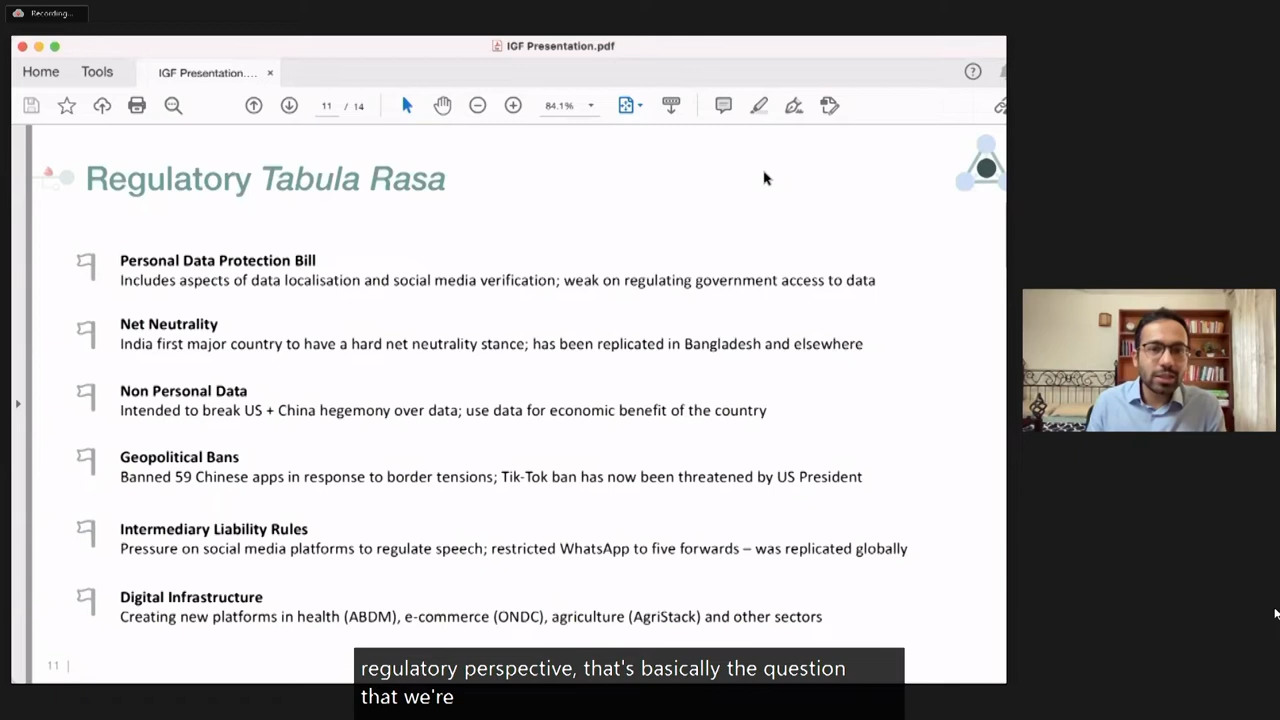 Recording...
IGF Presentation.pdf
Home
Tools
IGF Presentation....
×
11 / 14
84.1%
Regulatory Tabula Rasa
Personal Data Protection Bill
Includes aspects of data localisation and social media verification; weak on regulating government access to data
Net Neutrality
India first major country to have a hard net neutrality stance; has been replicated in Bangladesh and elsewhere
Non Personal Data
Intended to break US + China hegemony over data; use data for economic benefit of the country
Geopolitical Bans
Banned 59 Chinese apps in response to border tensions; Tik-Tok ban has now been threatened by US President
Intermediary Liability Rules
Pressure on social media platforms to regulate speech; restricted WhatsApp to five forwards – was replicated globally
Digital Infrastructure
Creating new platforms in health (ABDM), e-commerce (ONDC), agriculture (AgriStack) and other sectors
11 |
regulatory perspective, that's basically the question
that we're